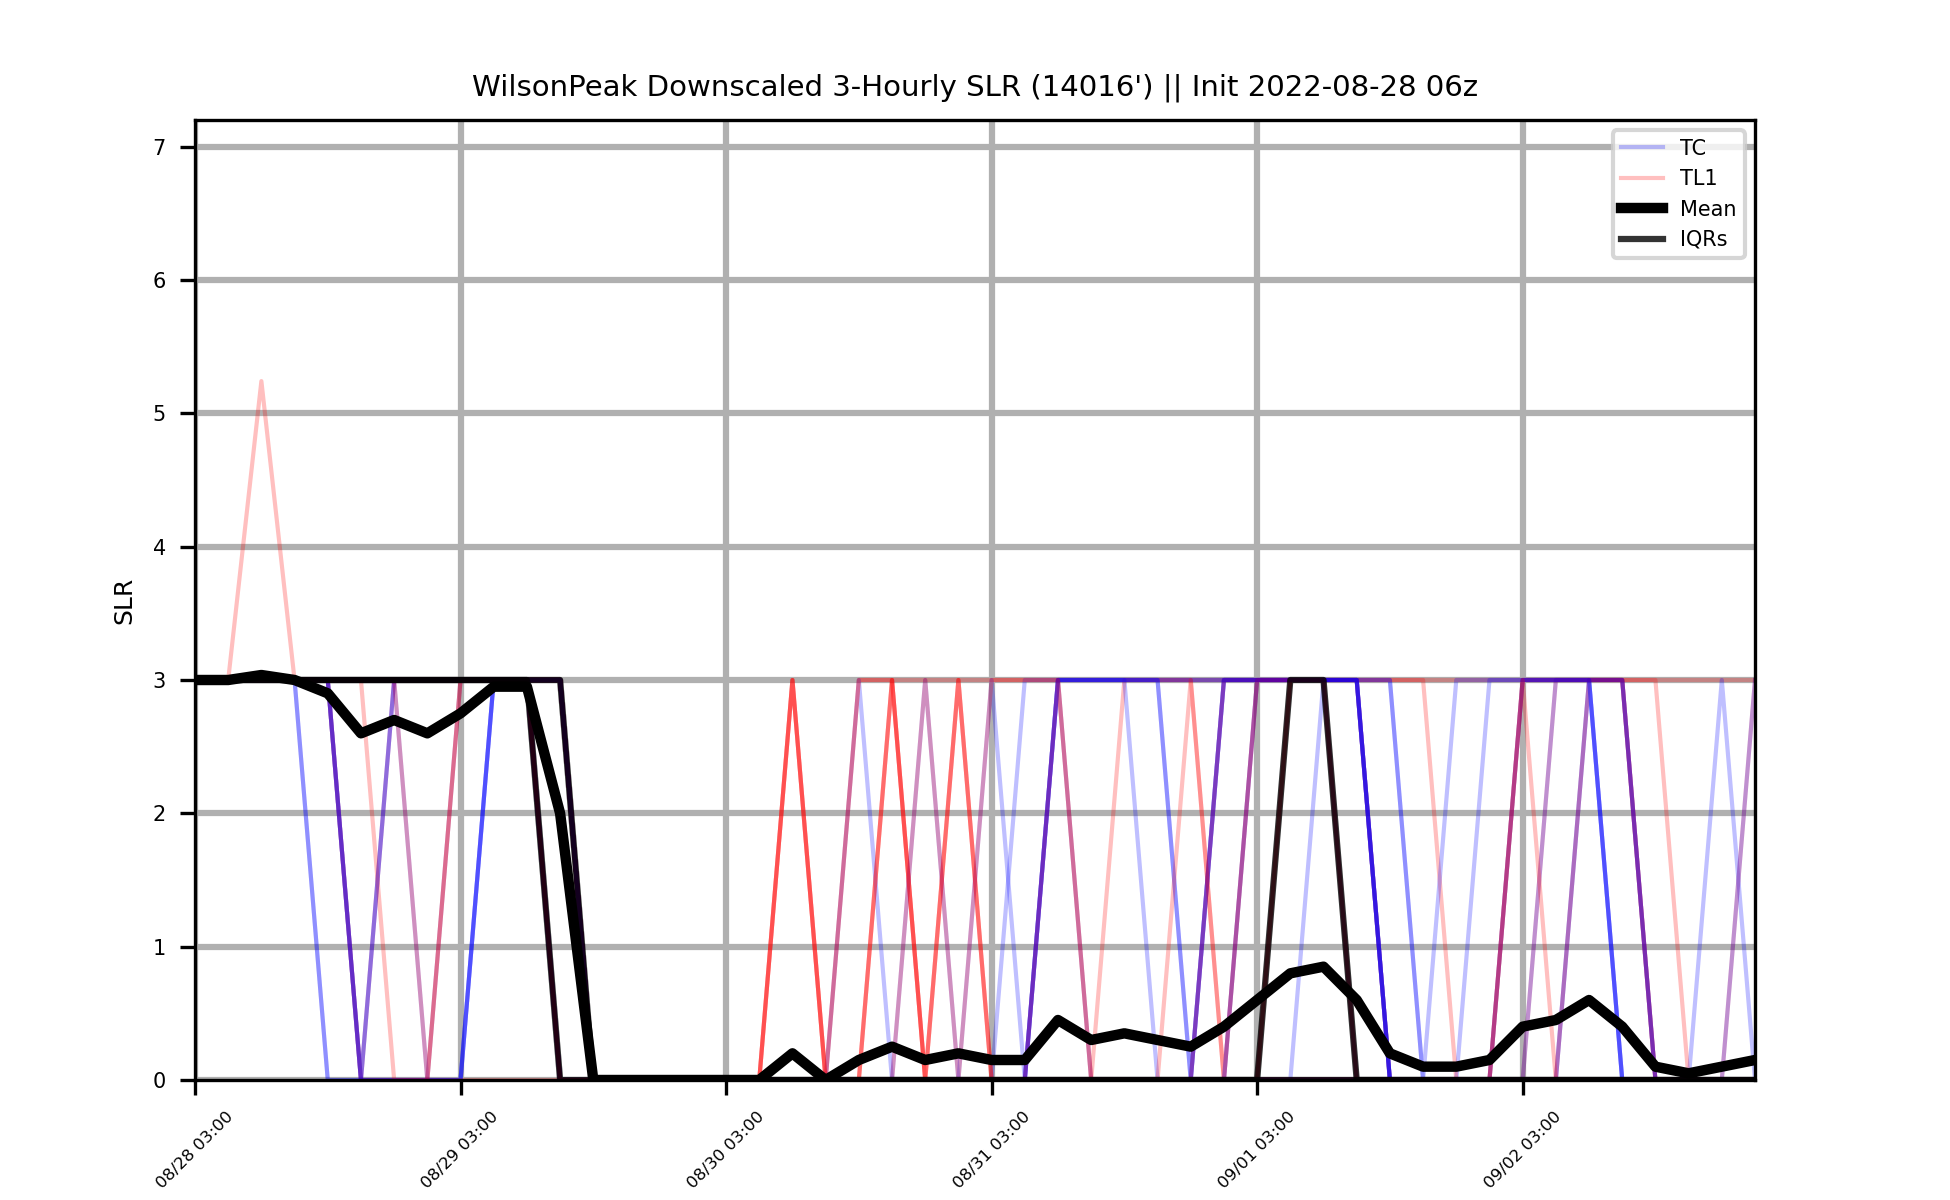 WilsonPeak Downscaled 3-Hourly SLR (14016') || Init 2022-08-28 06z
TC
TL1
Mean
IQRs
SLR
7
6
5
4
3
2
1
0
08/28 03:00
08/29 03:00
08/30 03:00
08/31 03:00
09/01 03:00
09/02 03:00